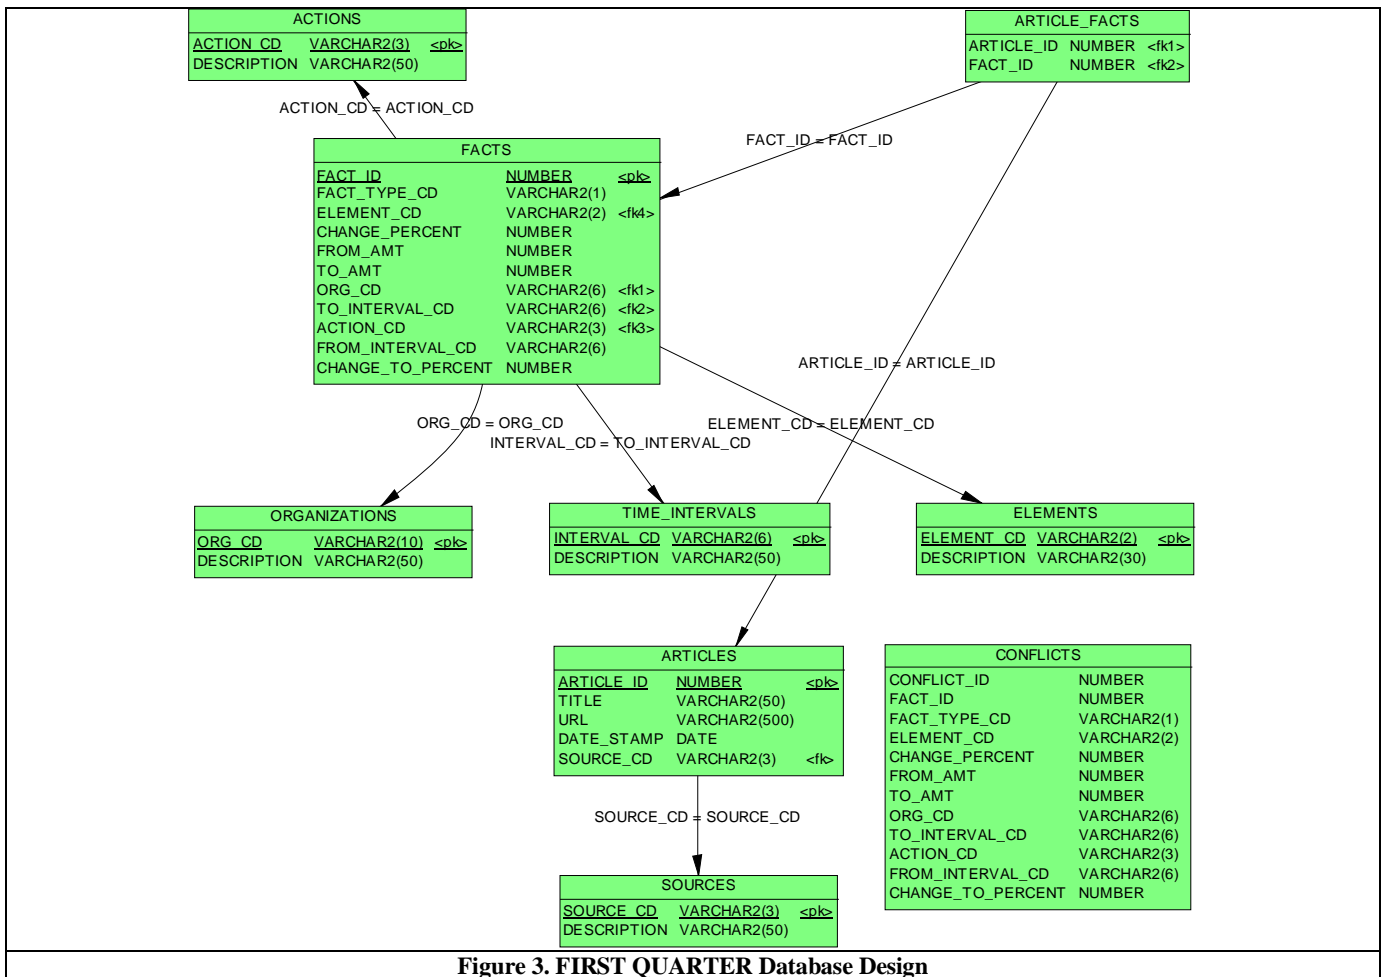 ACTIONS
ACTION_CD VARCHAR2(3) <pk>
DESCRIPTION VARCHAR2(50)
ARTICLE_FACTS
ARTICLE_ID NUMBER <fk1>
FACT_ID NUMBER <fk2>
ACTION_CD = ACTION_CD
FACT_ID = FACT_ID
FACTS
FACT_ID NUMBER <pk>
FACT_TYPE_CD VARCHAR2(1)
ELEMENT_CD VARCHAR2(2) <fk4>
CHANGE_PERCENT NUMBER
FROM_AMT NUMBER
TO_AMT NUMBER
ORG_CD VARCHAR2(6) <fk1>
TO_INTERVAL_CD VARCHAR2(6) <fk2>
ACTION_CD VARCHAR2(3) <fk3>
FROM_INTERVAL_CD VARCHAR2(6)
CHANGE_TO_PERCENT NUMBER
ARTICLE_ID = ARTICLE_ID
ORG_CD = ORG_CD
INTERVAL_CD = TO_INTERVAL_CD
ELEMENT_CD = ELEMENT_CD
ORGANIZATIONS
ORG_CD VARCHAR2(10) <pk>
DESCRIPTION VARCHAR2(50)
TIME_INTERVALS
INTERVAL_CD VARCHAR2(6) <pk>
DESCRIPTION VARCHAR2(50)
ELEMENTS
ELEMENT_CD VARCHAR2(2) <pk>
DESCRIPTION VARCHAR2(30)
ARTICLES
ARTICLE_ID NUMBER <pk>
TITLE VARCHAR2(50)
URL VARCHAR2(500)
DATE_STAMP DATE
SOURCE_CD VARCHAR2(3) <fk>
CONFLICTS
CONFLICT_ID NUMBER
FACT_ID NUMBER
FACT_TYPE_CD VARCHAR2(1)
ELEMENT_CD VARCHAR2(2)
CHANGE_PERCENT NUMBER
FROM_AMT NUMBER
TO_AMT NUMBER
ORG_CD VARCHAR2(6)
TO_INTERVAL_CD VARCHAR2(6)
ACTION_CD VARCHAR2(3)
FROM_INTERVAL_CD VARCHAR2(6)
CHANGE_TO_PERCENT NUMBER
SOURCE_CD = SOURCE_CD
SOURCES
SOURCE_CD VARCHAR2(3) <pk>
DESCRIPTION VARCHAR2(50)
Figure 3. FIRST QUARTER Database Design